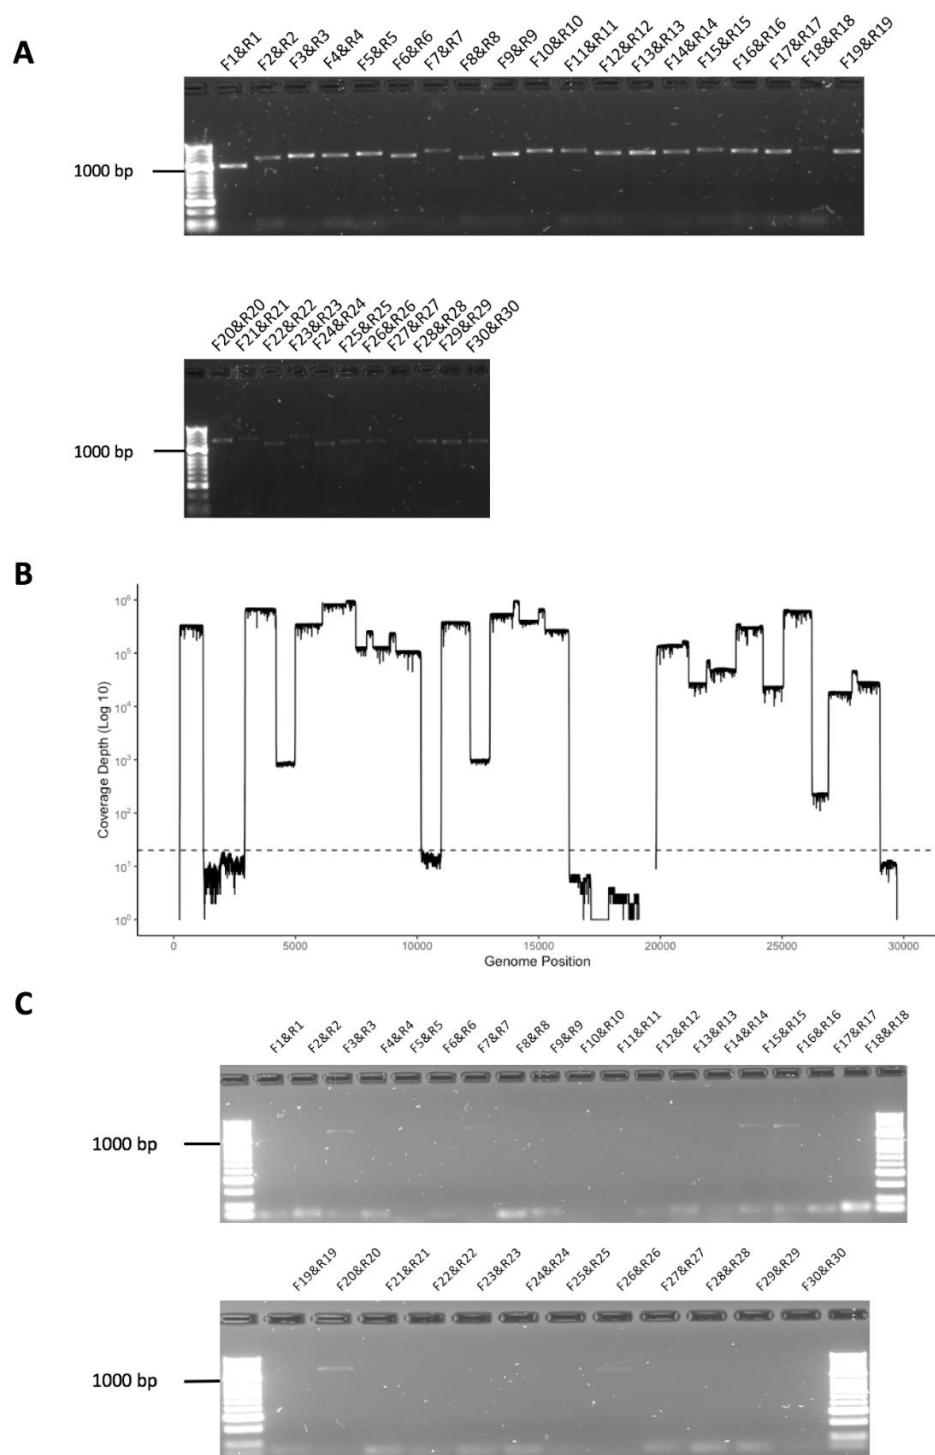 A
F1&R1 F2&R2 F3&R3 F4&R4 F5&R5 F6&R6 F7&R7 F8&R8 F9&R9 F10&R10 F11&R11 F12&R12 F13&R13 F14&R14 F15&R15 F16&R16 F17&R17 F18&R18 F19&R19
1000 bp
F20&R20 F21&R21 F22&R22 F23&R23 F24&R24 F25&R25 F26&R26 F27&R27 F28&R28 F29&R29 F30&R30
1000 bp
B
Coverage Depth (Log 10)
10⁶
10⁵
10⁴
10³
10²
10¹
10⁰
0 5000 10000 15000 20000 25000 30000
Genome Position
C
F1&R1 F2&R2 F3&R3 F4&R4 F5&R5 F6&R6 F7&R7 F8&R8 F9&R9 F10&R10 F11&R11 F12&R12 F13&R13 F14&R14 F15&R15 F16&R16 F17&R17 F18&R18
1000 bp
F19&R19 F20&R20 F21&R21 F22&R22 F23&R23 F24&R24 F25&R25 F26&R26 F27&R27 F28&R28 F29&R29 F30&R30
1000 bp